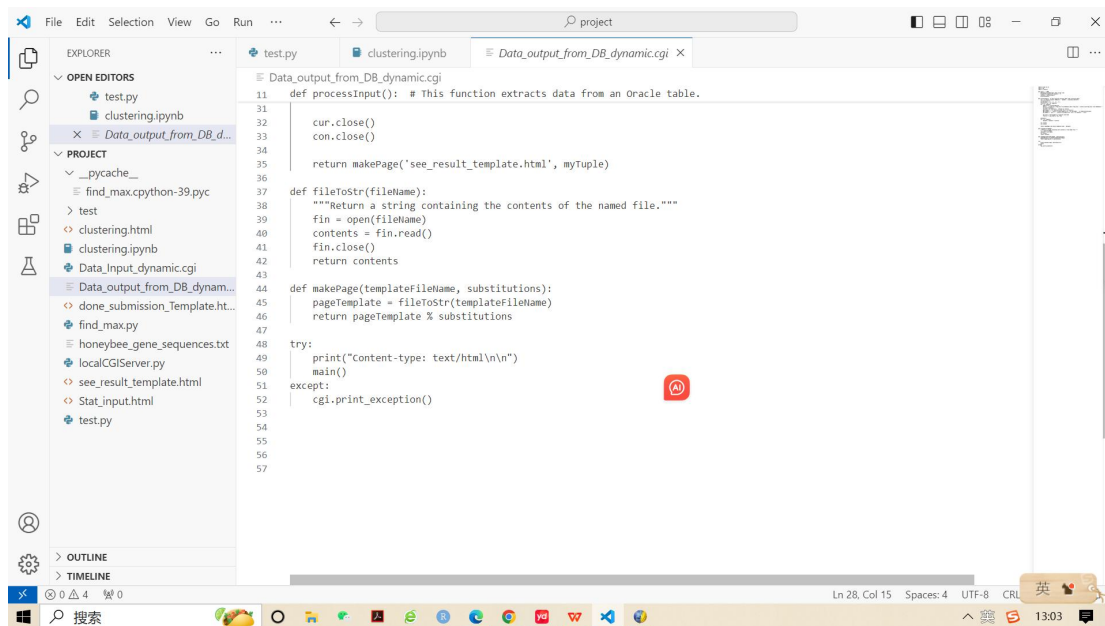 File Edit Selection View Go Run ··· ← → project
EXPLORER ···
OPEN EDITORS
test.py
clustering.ipynb
Data_output_from_DB_d...
PROJECT
__pycache__
find_max.cpython-39.pyc
test
clustering.html
clustering.ipynb
Data_Input_dynamic.cgi
Data_output_from_DB_dynam...
done_submission_Template.ht...
find_max.py
honeybee_gene_sequences.txt
localCGIServer.py
see_result_template.html
Stat_input.html
test.py
OUTLINE
TIMELINE
test.py clustering.ipynb Data_output_from_DB_dynamic.cgi
Data_output_from_DB_dynamic.cgi
11 def processInput():  # This function extracts data from an Oracle table.
31
32     cur.close()
33     con.close()
34
35     return makePage('see_result_template.html', myTuple)
36
37 def fileToStr(fileName):
38     """Return a string containing the contents of the named file."""
39     fin = open(fileName)
40     contents = fin.read()
41     fin.close()
42     return contents
43
44 def makePage(templateFileName, substitutions):
45     pageTemplate = fileToStr(templateFileName)
46     return pageTemplate % substitutions
47
48 try:
49     print("Content-type: text/html\n\n")
50     main()
51 except:
52     cgi.print_exception()
53
54
55
56
57
AI
0 4 0 Ln 28, Col 15 Spaces: 4 UTF-8 CRL
英
搜索 英 13:03